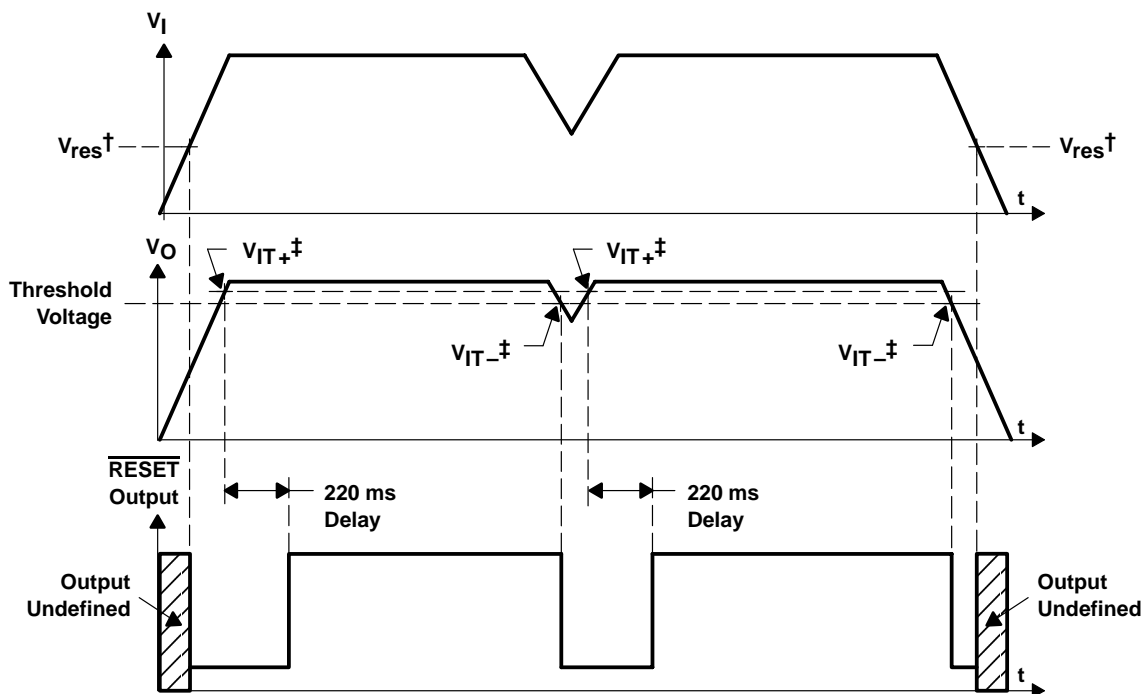 VI
Vres†
Vres†
t
VO
VIT+‡
VIT+‡
Threshold
Voltage
VIT–‡
VIT–‡
t
RESET
Output
220 ms
Delay
220 ms
Delay
Output
Undefined
Output
Undefined
t